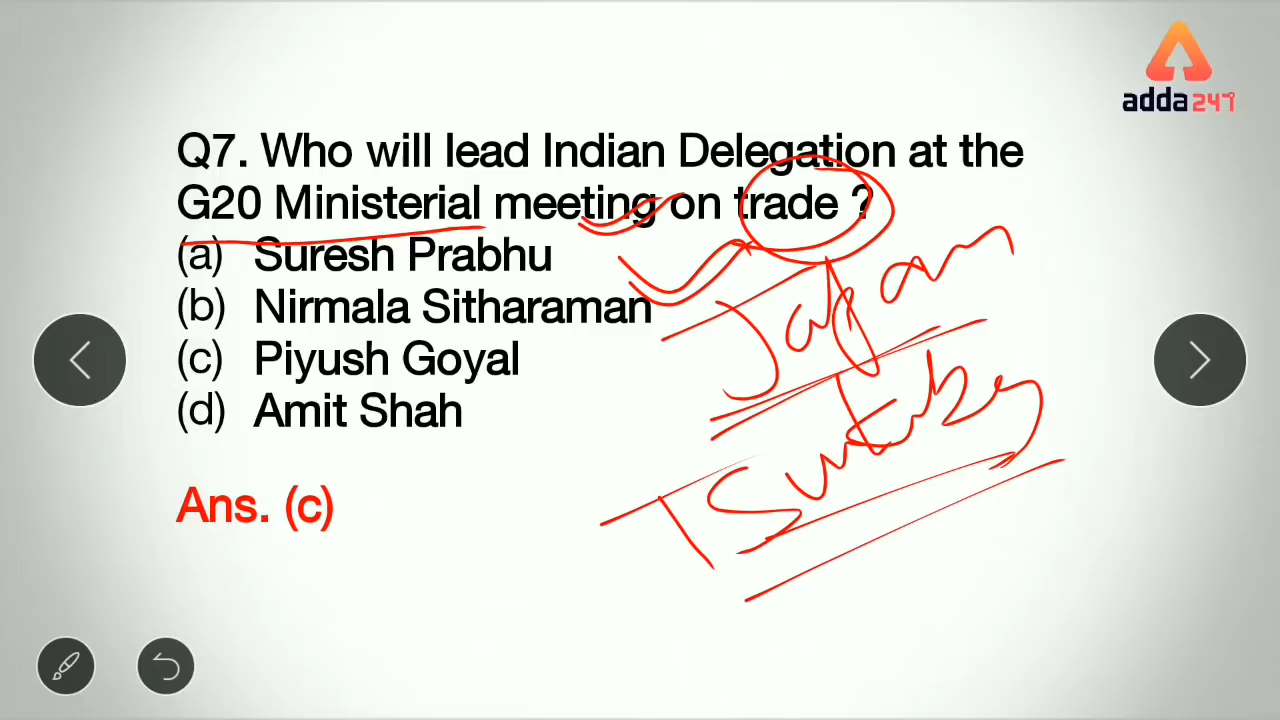 adda247
Q7. Who will lead Indian Delegation at the
G20 Ministerial meeting on trade ?
(a) Suresh Prabhu
(b) Nirmala Sitharaman
(c) Piyush Goyal
(d) Amit Shah
Ans. (c)
Japan